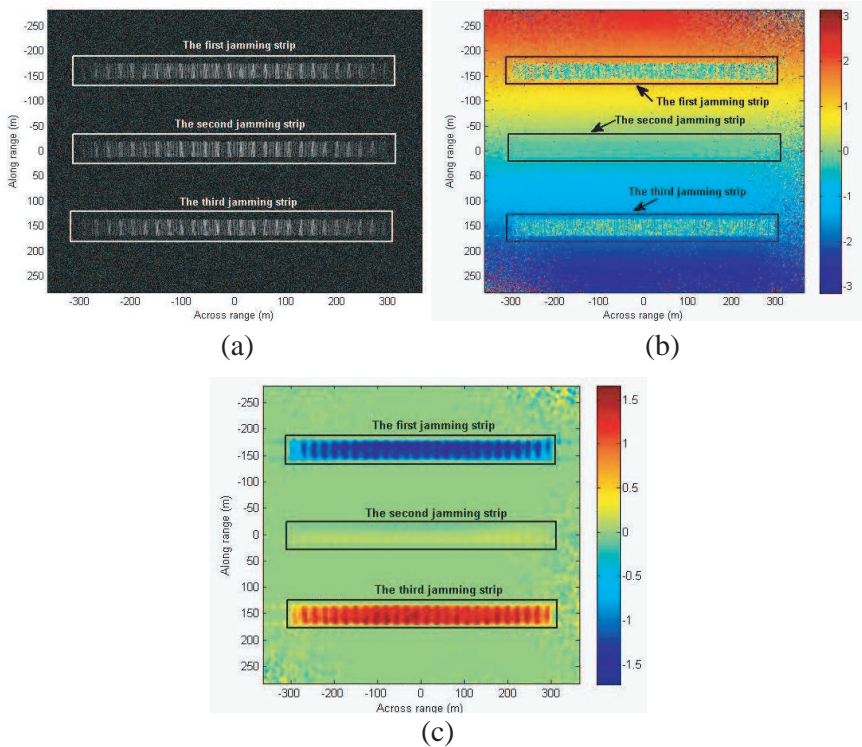 The first jamming strip
The second jamming strip
The third jamming strip
-250
-200
-150
-100
-50
0
50
100
150
200
250
Along range (m)
-300 -200 -100 0 100 200 300
Across range (m)
(a)
The first jamming strip
The second jamming strip
The third jamming strip
-250
-200
-150
-100
-50
0
50
100
150
200
250
Along range (m)
-300 -200 -100 0 100 200 300
Across range (m)
3
2
1
0
-1
-2
-3
(b)
The first jamming strip
The second jamming strip
The third jamming strip
-250
-200
-150
-100
-50
0
50
100
150
200
250
Along range (m)
-300 -200 -100 0 100 200 300
Across range (m)
1.5
1
0.5
0
-0.5
-1
-1.5
(c)